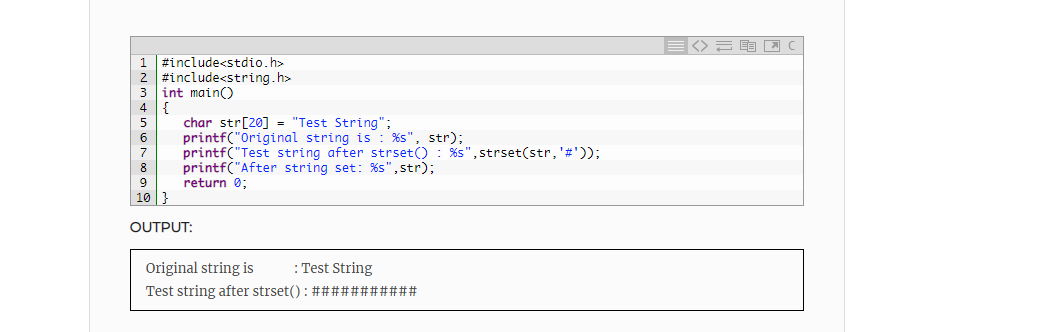 C
1 #include<stdio.h>
2 #include<string.h>
3 int main()
4 {
5 char str[20] = "Test String";
6 printf("Original string is : %s", str);
7 printf("Test string after strset() : %s",strset(str,'#'));
8 printf("After string set: %s",str);
9 return 0;
10 }
OUTPUT:
Original string is : Test String
Test string after strset() : ###########